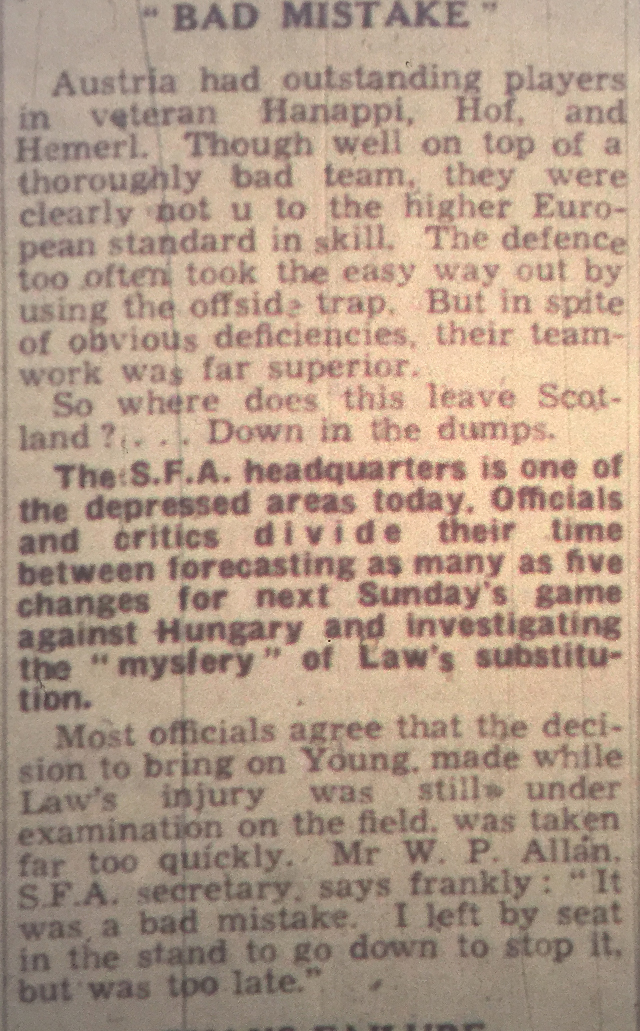 " BAD MISTAKE "
Austria had outstanding players
in veteran Hanappi, Hof, and
Hemerl. Though well on top of a
thoroughly bad team, they were
clearly not u to the higher Euro-
pean standard in skill. The defence
too often took the easy way out by
using the offside trap. But in spite
of obvious deficiencies, their team-
work was far superior.
So where does this leave Scot-
land ? . . . Down in the dumps.
The S.F.A. headquarters is one of
the depressed areas today. Officials
and critics divide their time
between forecasting as many as five
changes for next Sunday's game
against Hungary and investigating
the " mystery " of Law's substitu-
tion.
Most officials agree that the deci-
sion to bring on Young, made while
Law's injury was still under
examination on the field, was taken
far too quickly. Mr W. P. Allan,
S.F.A. secretary, says frankly : " It
was a bad mistake. I left by seat
in the stand to go down to stop it,
but was too late."